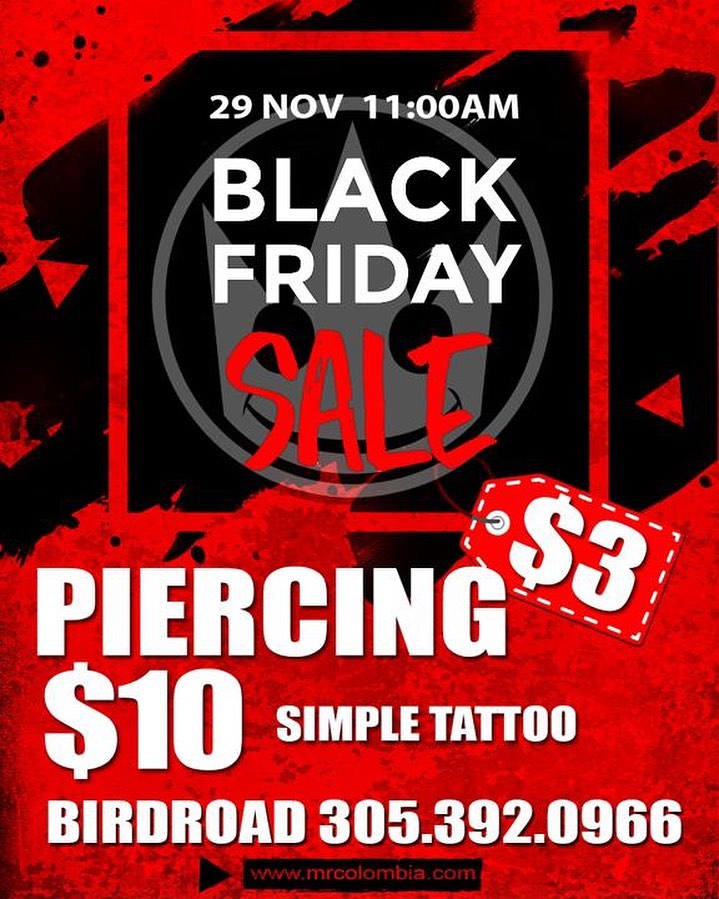 29 NOV 11:00AM
BLACK
FRIDAY
SALE
$3
PIERCING
$10 SIMPLE TATTOO
BIRDROAD 305.392.0966
www.mrcolombia.com